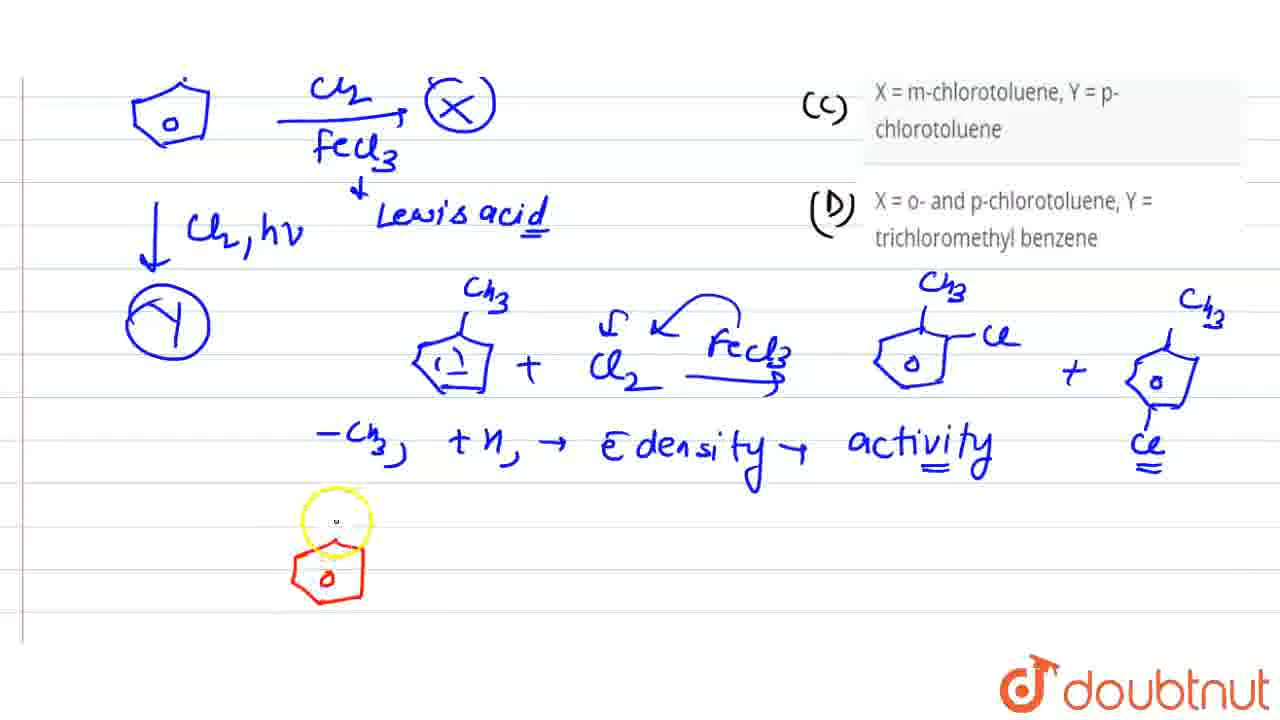 Cl2
FeCl3
X
Lewis acid
Cl2, hν
Y
(C) X = m-chlorotoluene, Y = p-
chlorotoluene
(D) X = o- and p-chlorotoluene, Y =
trichloromethyl benzene
CH3 + Cl2 FeCl3 CH3 Cl + CH3 Cl
-CH3, +H, → ē density → activity
doubtnut